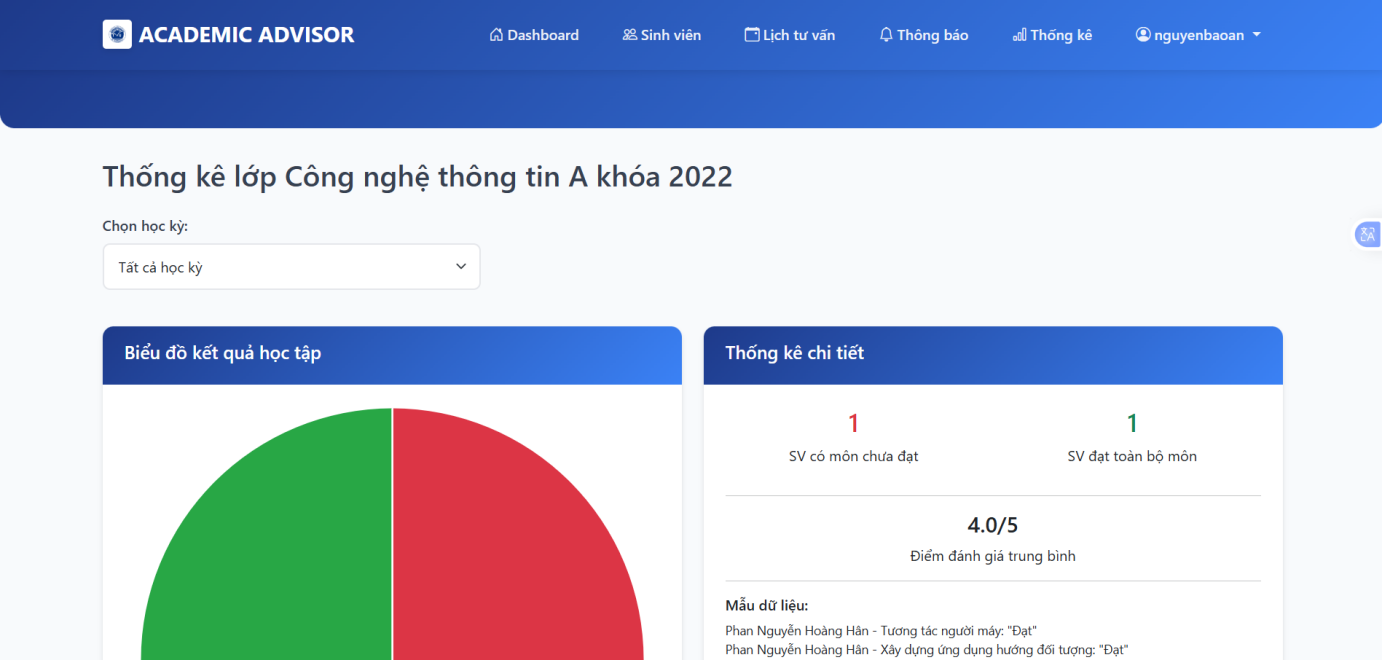 ACADEMIC ADVISOR
Dashboard
Sinh viên
Lịch tư vấn
Thông báo
Thống kê
nguyenbaoan
Thống kê lớp Công nghệ thông tin A khóa 2022
Chọn học kỳ:
Tất cả học kỳ
Biểu đồ kết quả học tập
Thống kê chi tiết
1
SV có môn chưa đạt
1
SV đạt toàn bộ môn
4.0/5
Điểm đánh giá trung bình
Mẫu dữ liệu:
Phan Nguyễn Hoàng Hân - Tương tác người máy: "Đạt"
Phan Nguyễn Hoàng Hân - Xây dựng ứng dụng hướng đối tượng: "Đạt"